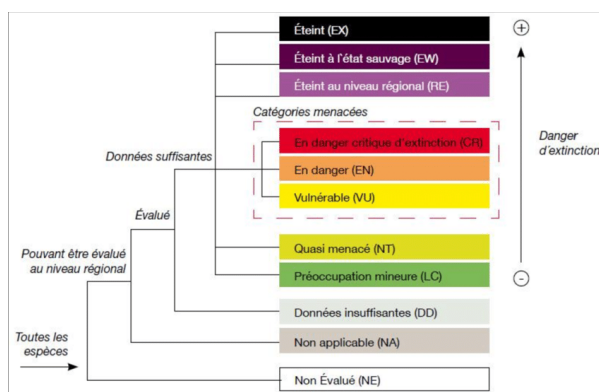 Éteint (EX)
Éteint à l'état sauvage (EW)
Éteint au niveau régional (RE)
Catégories menacées
En danger critique d'extinction (CR)
En danger (EN)
Vulnérable (VU)
Données suffisantes
Évalué
Pouvant être évalué
au niveau régional
Quasi menacé (NT)
Préoccupation mineure (LC)
Données insuffisantes (DD)
Toutes les
espèces
Non applicable (NA)
Non Évalué (NE)
+
Danger
d'extinction
-